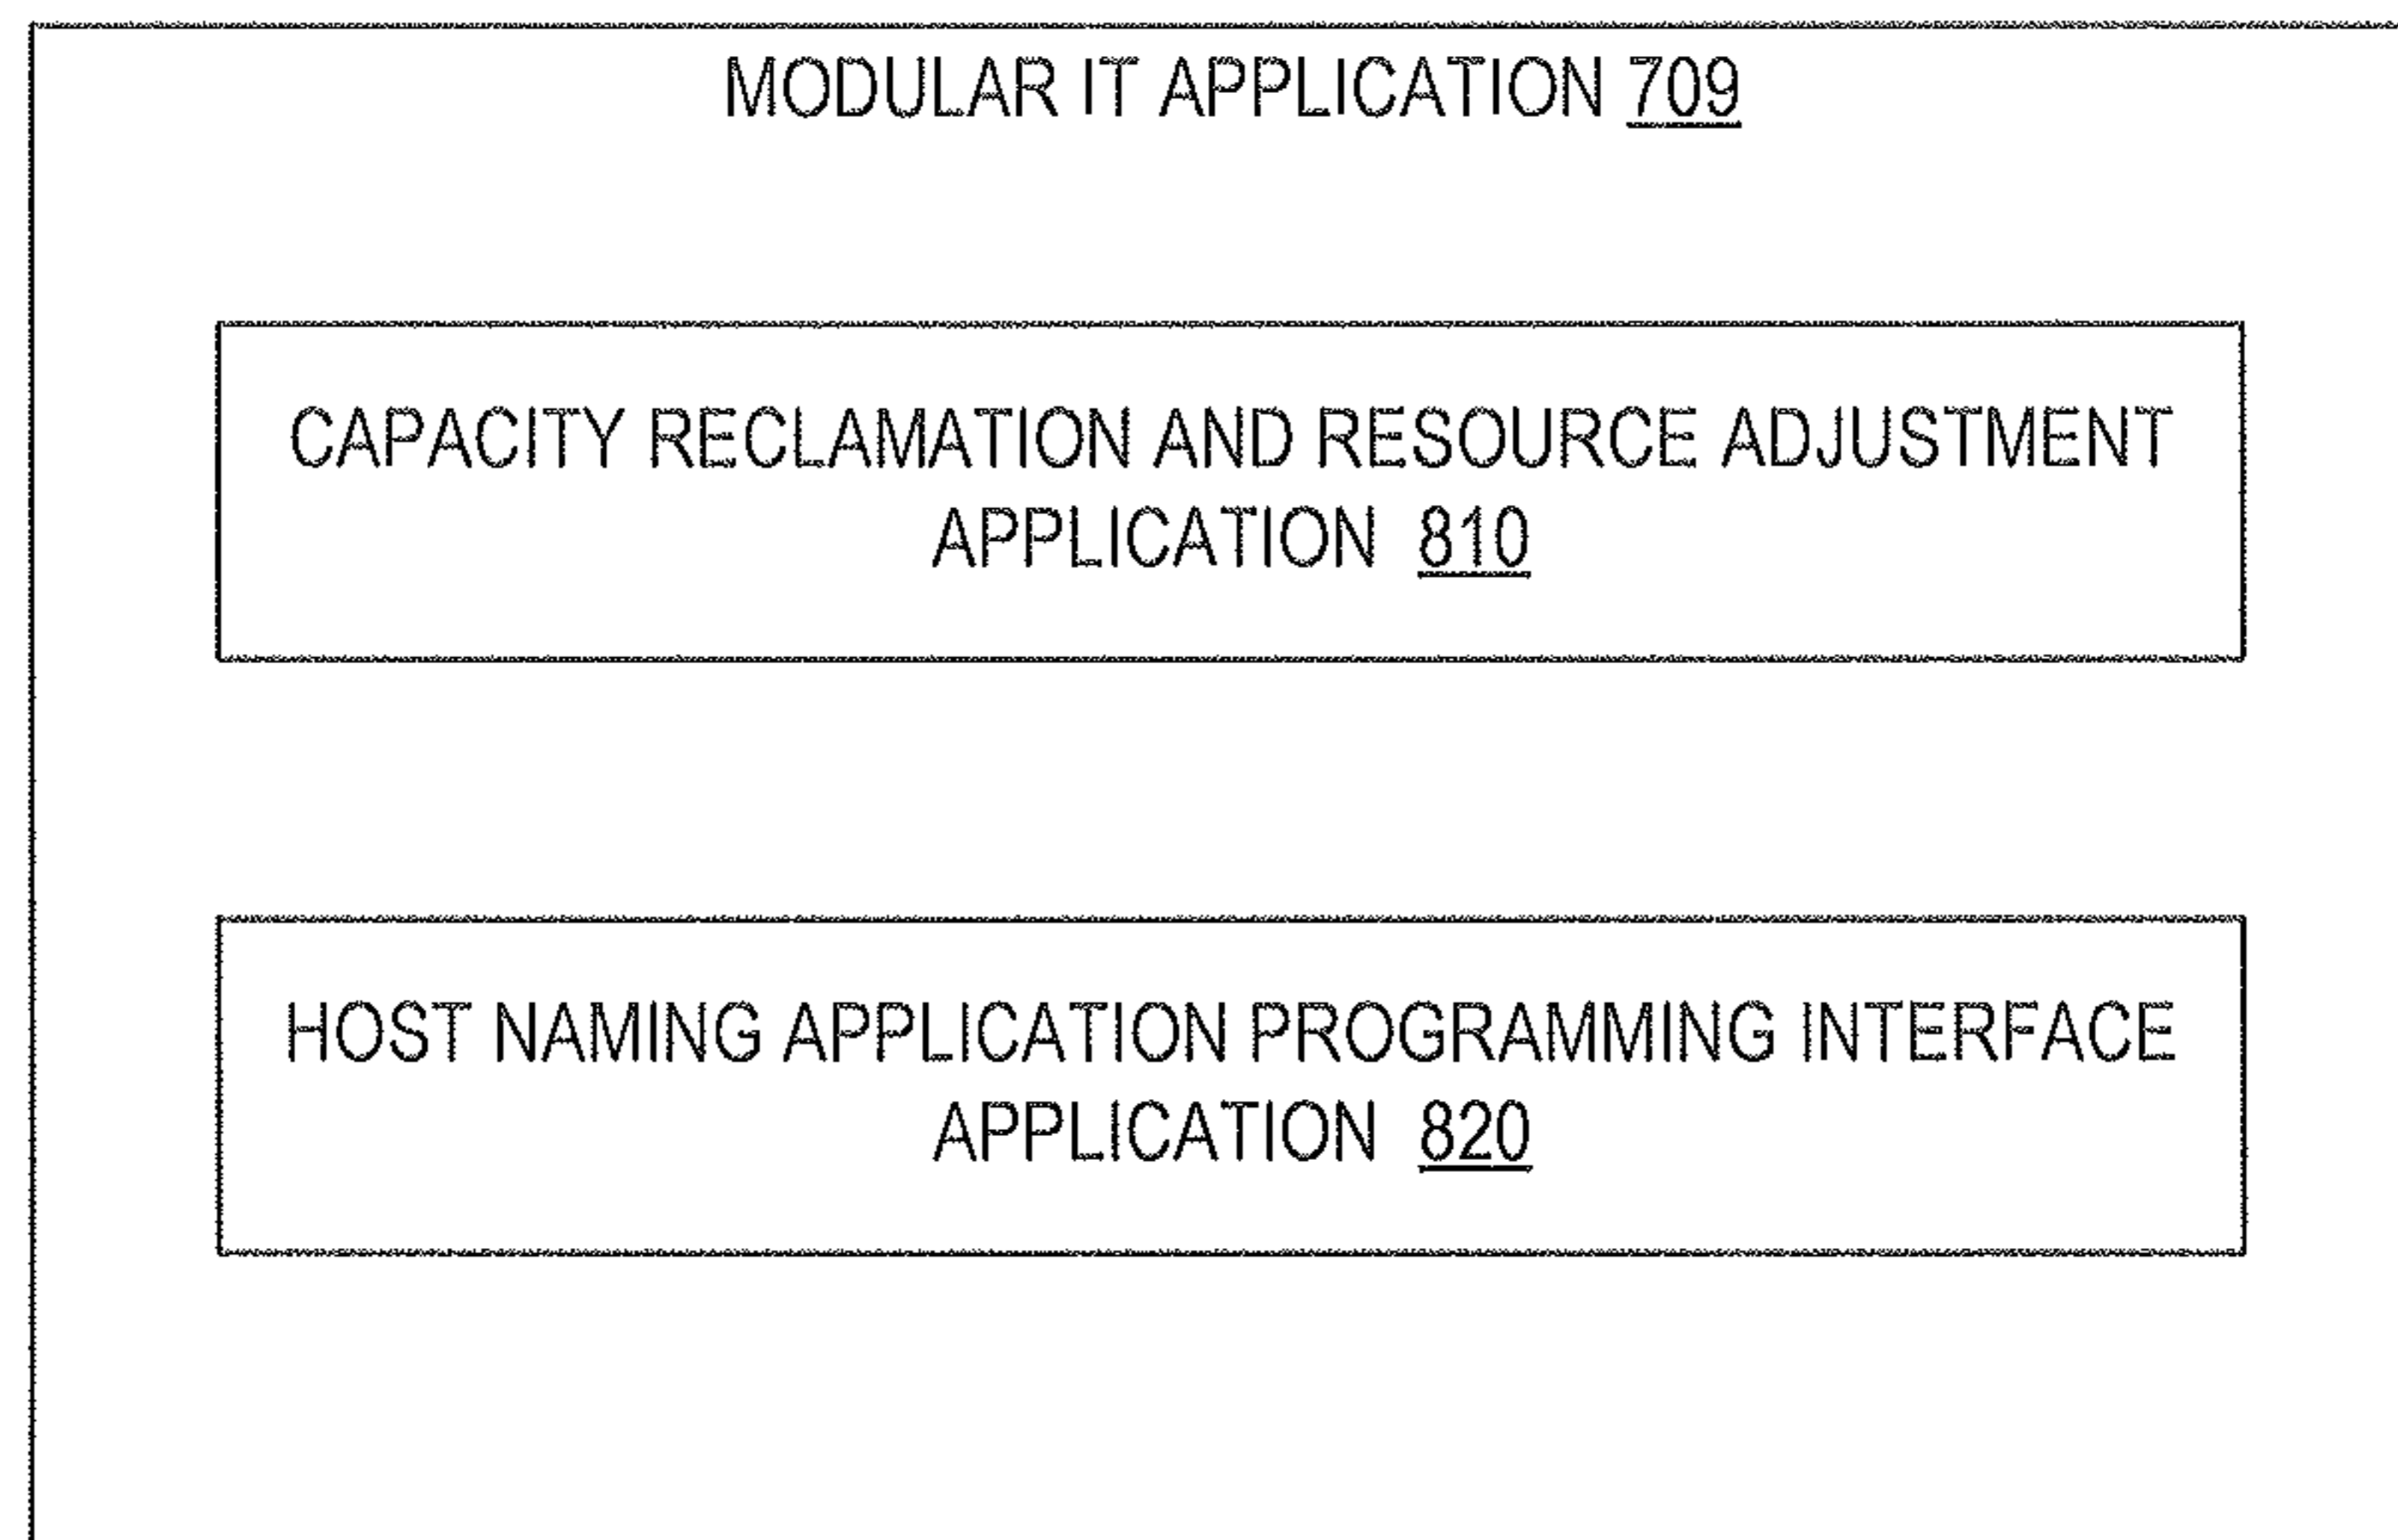 MODULAR IT APPLICATION 709
CAPACITY RECLAMATION AND RESOURCE ADJUSTMENT
APPLICATION 810
HOST NAMING APPLICATION PROGRAMMING INTERFACE
APPLICATION 820